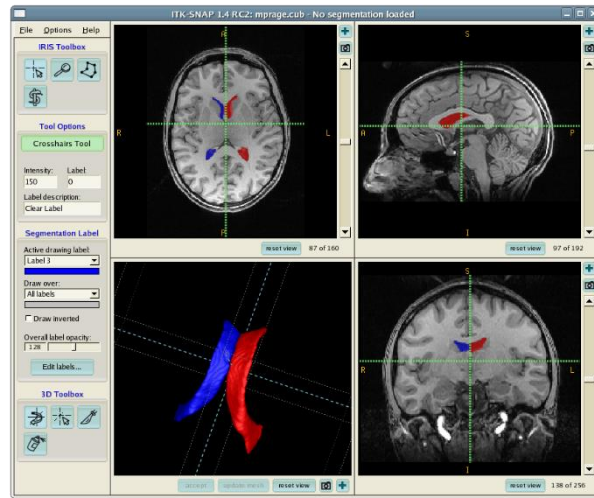 ITK-SNAP 1.4 RC2: mprage.cub - No segmentation loaded
File Options Help
IRIS Toolbox
Tool Options
Crosshairs Tool
Intensity: Label:
150 0
Label description:
Clear Label
Segmentation Label
Active drawing label:
Label 3
Draw over:
All labels
Draw inverted
Overall label opacity:
128
Edit labels...
3D Toolbox
A
R L
P
reset view 87 of 160
S
A P
I
reset view 97 of 192
accept update mesh reset view
S
R L
I
reset view 138 of 256